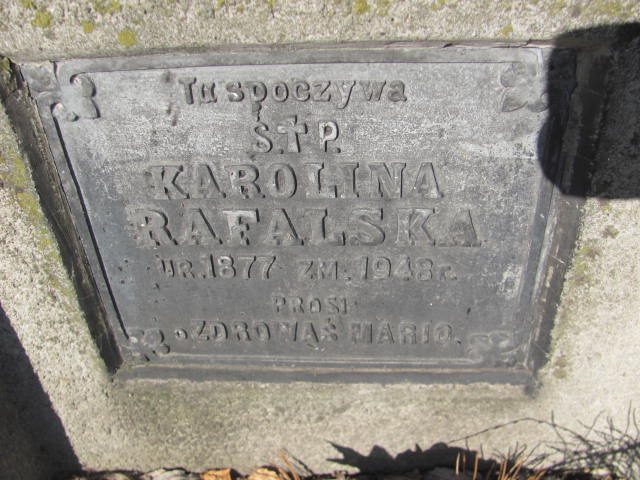 Tu spoczywa
Ś.†P.
KAROLINA
RAFALSKA
UR. 1877 ZM. 1948 r.
PROSI
o ZDROWAŚ MARIO.